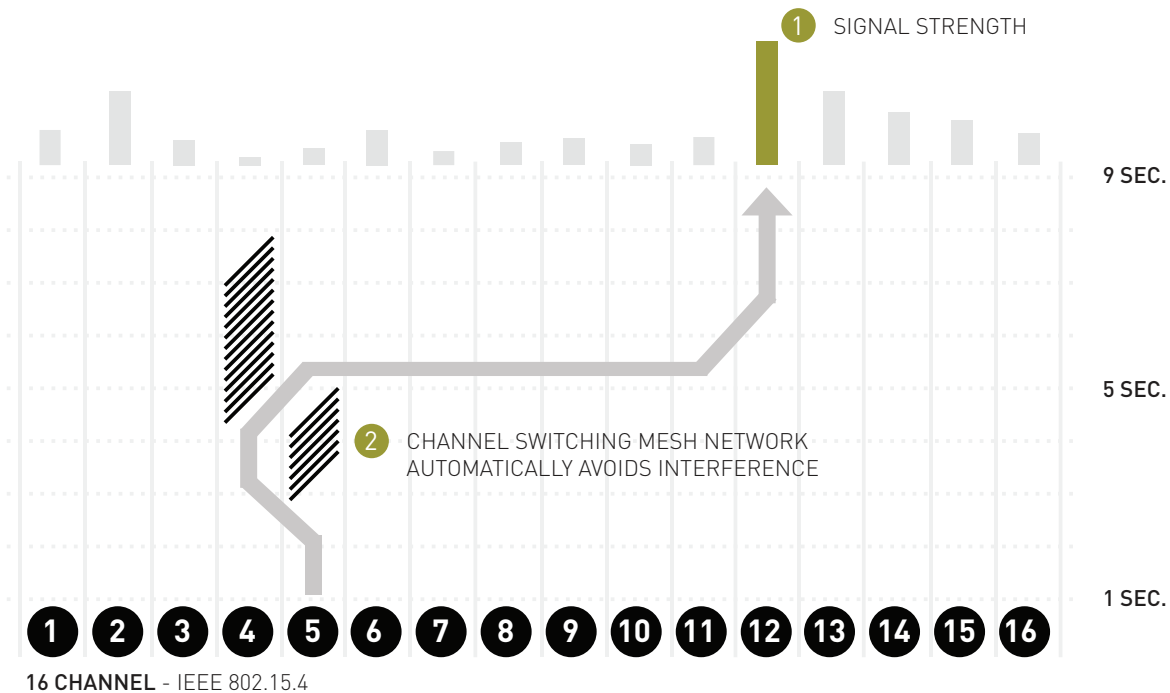 1 SIGNAL STRENGTH
9 SEC.
5 SEC.
2 CHANNEL SWITCHING MESH NETWORK
AUTOMATICALLY AVOIDS INTERFERENCE
1 SEC.
1 2 3 4 5 6 7 8 9 10 11 12 13 14 15 16
16 CHANNEL - IEEE 802.15.4